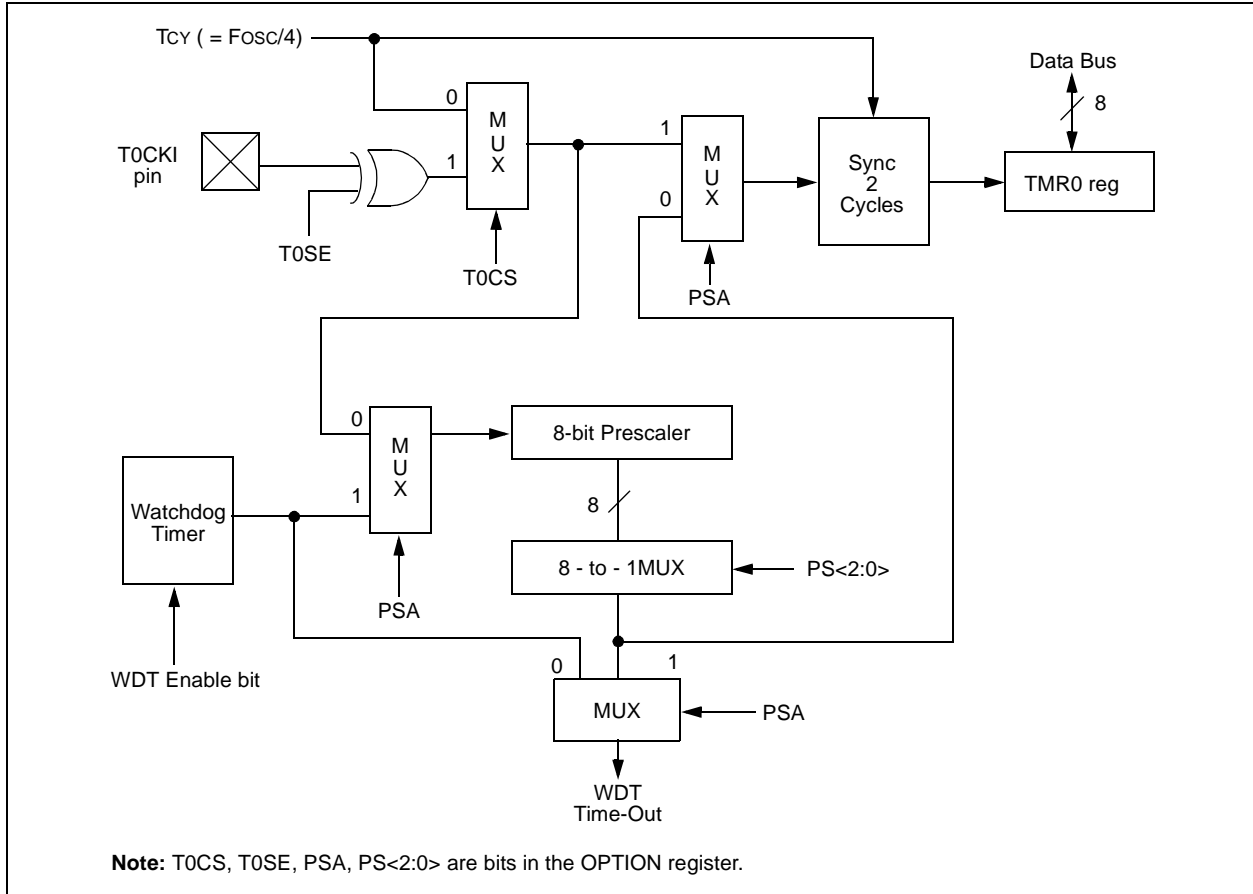 TCY ( = FOSC/4)
Data Bus
8
0
M
U
X
1
T0CKI
pin
T0SE
T0CS
1
M
U
X
0
PSA
Sync
2
Cycles
TMR0 reg
0
M
U
X
1
8-bit Prescaler
Watchdog
Timer
8
8 - to - 1MUX
PS<2:0>
PSA
WDT Enable bit
0
1
MUX
PSA
WDT
Time-Out
Note: T0CS, T0SE, PSA, PS<2:0> are bits in the OPTION register.